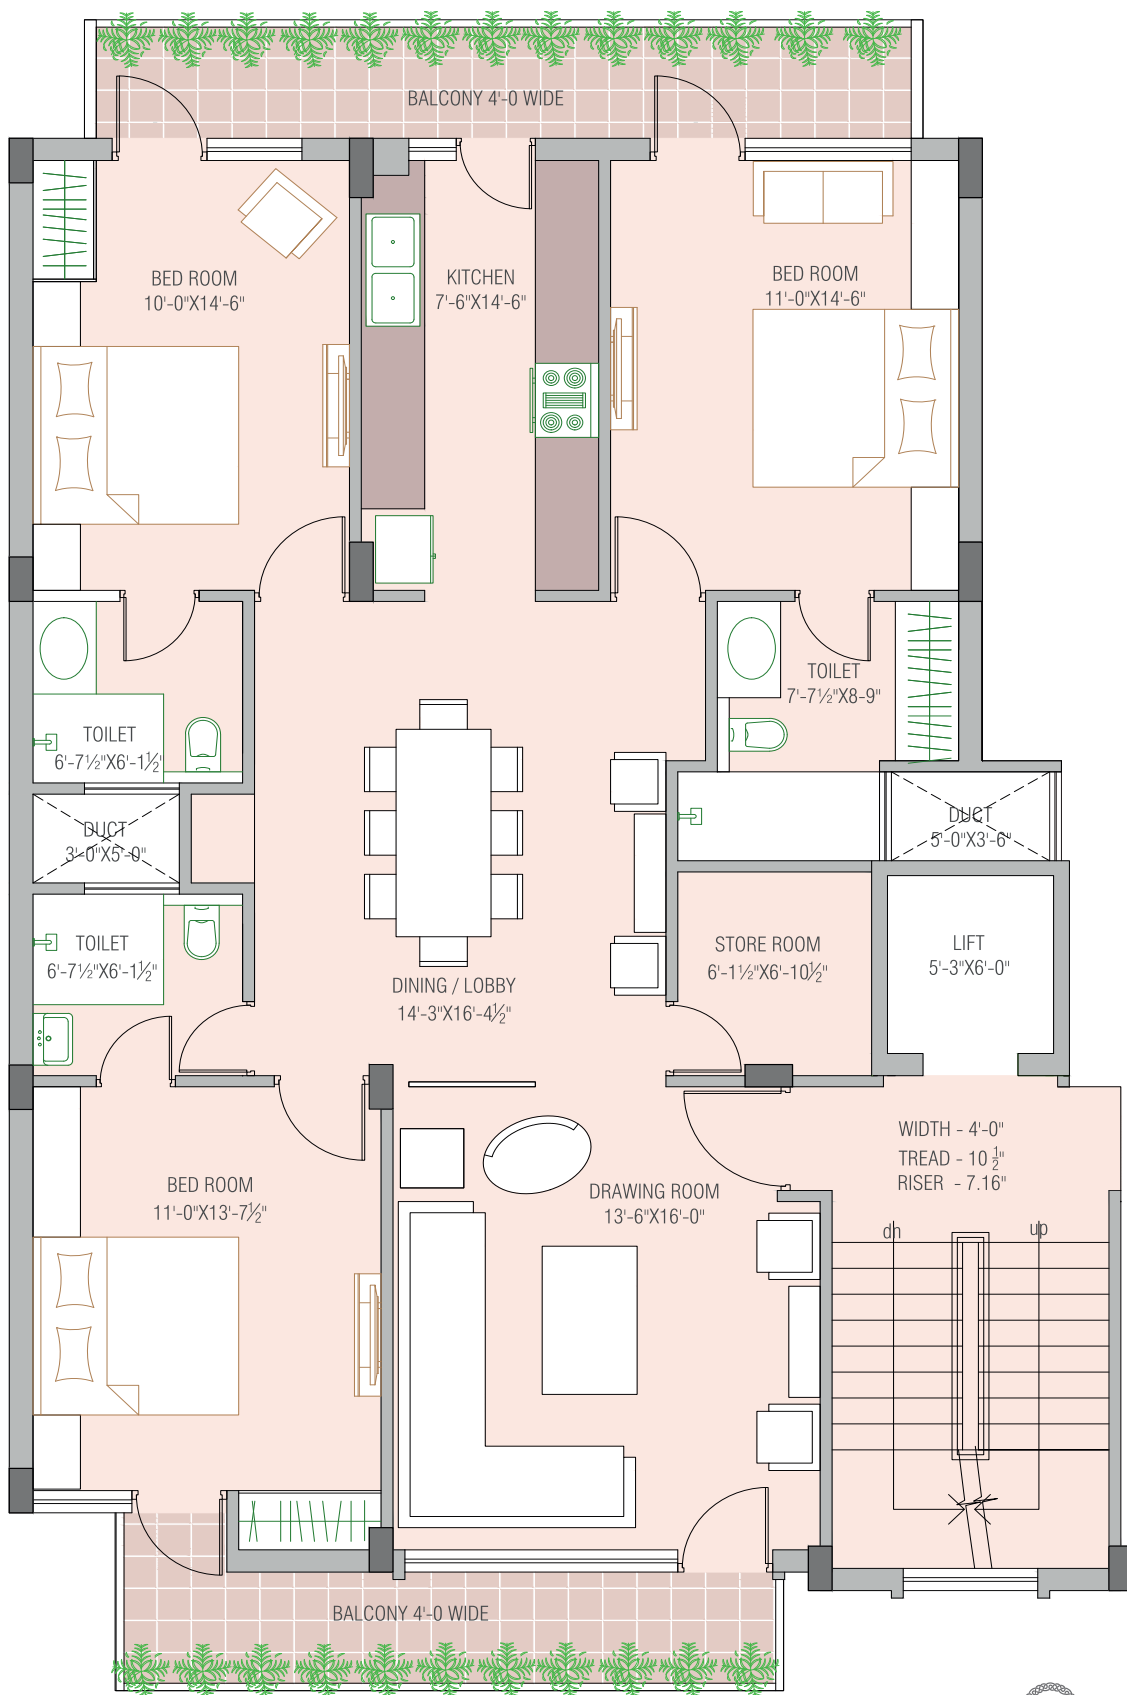 BALCONY 4'-0 WIDE
BED ROOM
10'-0"X14'-6"
KITCHEN
7'-6"X14'-6"
BED ROOM
11'-0"X14'-6"
TOILET
7'-7½"X8-9"
TOILET
6'-7½"X6'-1½'
DUCT
3'-0"X5'-0"
DUCT
5'-0"X3'-6"
TOILET
6'-7½"X6'-1½"
DINING / LOBBY
14'-3"X16'-4½"
STORE ROOM
6'-1½"X6'-10½"
LIFT
5'-3"X6'-0"
WIDTH - 4'-0"
TREAD - 10 ½"
RISER - 7.16"
BED ROOM
11'-0"X13'-7½"
DRAWING ROOM
13'-6"X16'-0"
dn
up
BALCONY 4'-0 WIDE